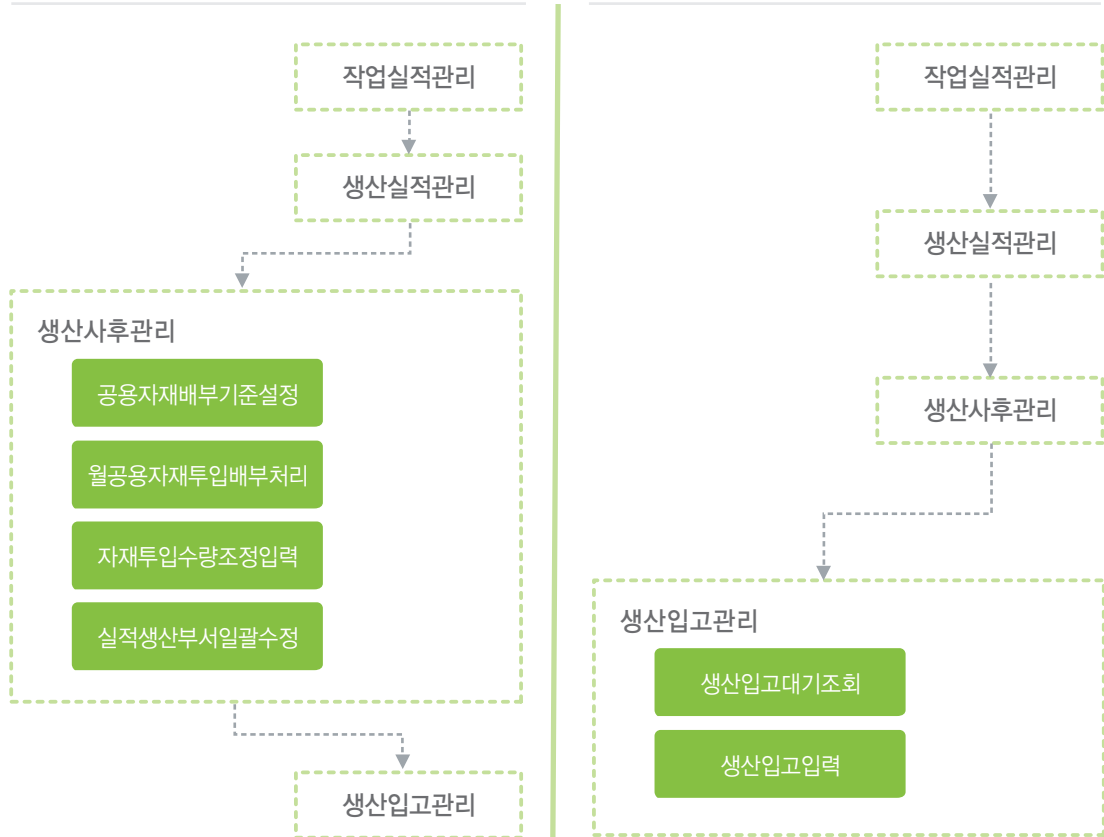 작업실적관리
생산실적관리
생산사후관리
공용자재배부기준설정
월공용자재투입배부처리
자재투입수량조정입력
실적생산부서일괄수정
생산입고관리
작업실적관리
생산실적관리
생산사후관리
생산입고관리
생산입고대기조회
생산입고입력